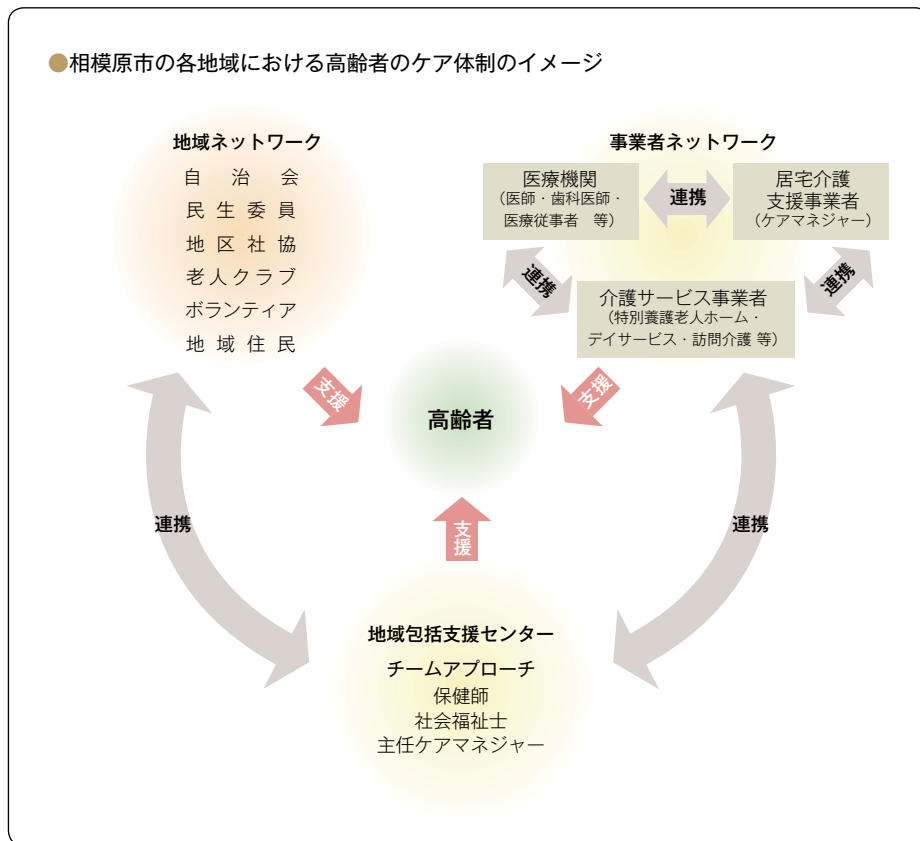 ●相模原市の各地域における高齢者のケア体制のイメージ
地域ネットワーク
自治会
民生委員
地区社協
老人クラブ
ボランティア
地域住民
事業者ネットワーク
医療機関
（医師・歯科医師・
医療従事者　等）
連携
居宅介護
支援事業者
（ケアマネジャー）
連携
連携
介護サービス事業者
（特別養護老人ホーム・
デイサービス・訪問介護 等）
支援
支援
高齢者
連携
支援
連携
地域包括支援センター
チームアプローチ
保健師
社会福祉士
主任ケアマネジャー